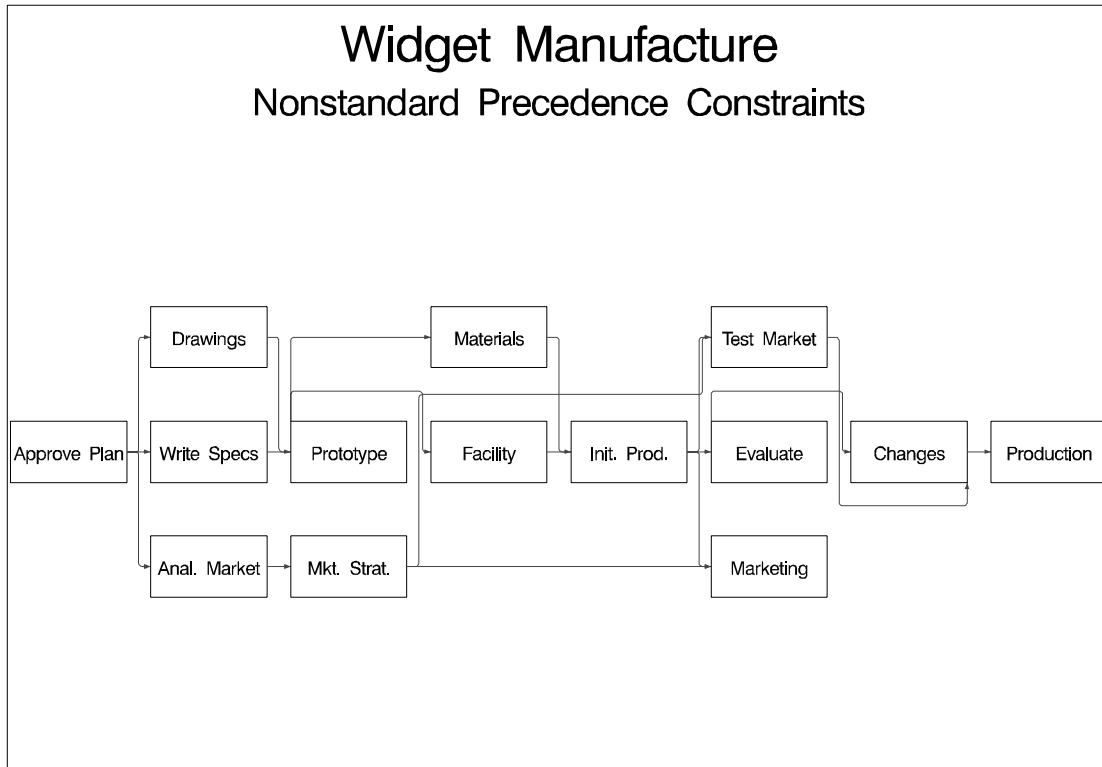 Widget Manufacture
Nonstandard Precedence Constraints
Drawings
Materials
Test Market
Approve Plan
Write Specs
Prototype
Facility
Init. Prod.
Evaluate
Changes
Production
Anal. Market
Mkt. Strat.
Marketing